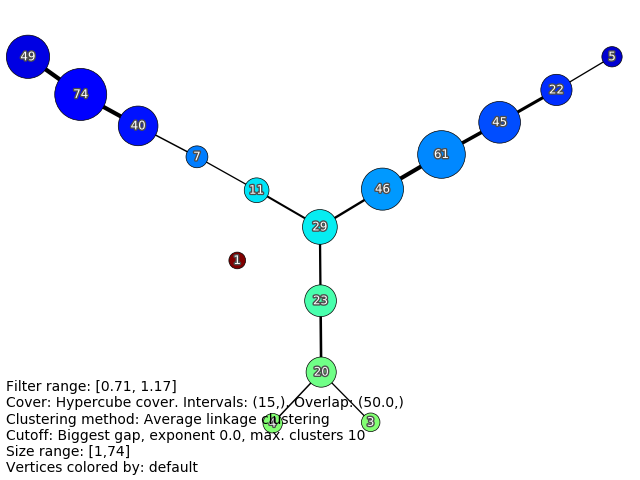 49
5
74
22
40
45
7
61
11
46
29
1
23
20
Filter range: [0.71, 1.17]
Cover: Hypercube cover. Intervals: (15,). Overlap: (50.0,)
4
3
Clustering method: Average linkage clustering
Cutoff: Biggest gap, exponent 0.0, max. clusters 10
Size range: [1,74]
Vertices colored by: default